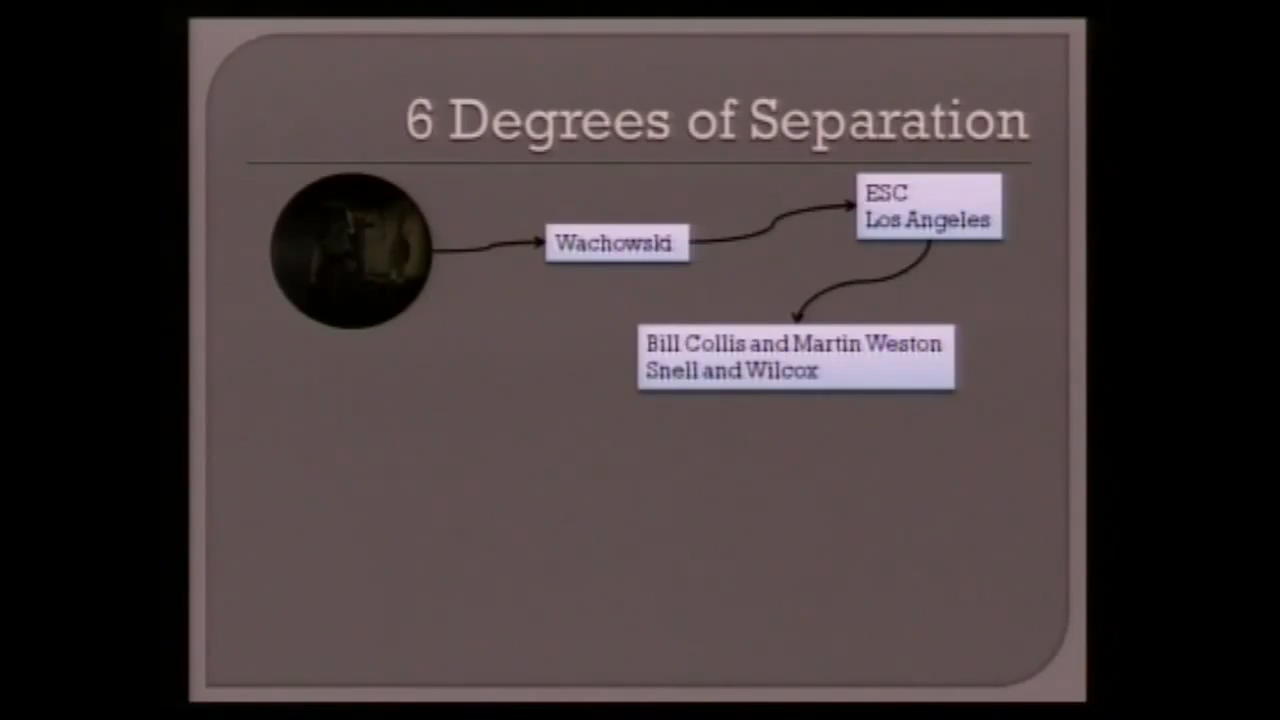 6 Degrees of Separation
Wachowski
ESC
Los Angeles
Bill Collis and Martin Weston
Snell and Wilcox